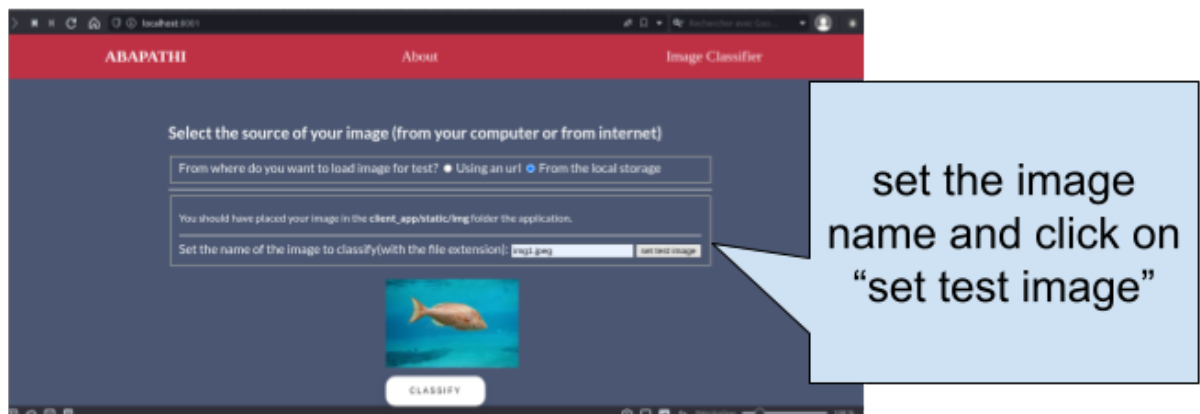 localhost:8001
Rechercher avec Goo...
ABAPATHI About Image Classifier
Select the source of your image (from your computer or from internet)
From where do you want to load image for test? Using an url From the local storage
You should have placed your image in the client_app/static/img folder the application.
Set the name of the image to classify(with the file extension): img1.jpeg set test image
CLASSIFY
set the image
name and click on
“set test image”